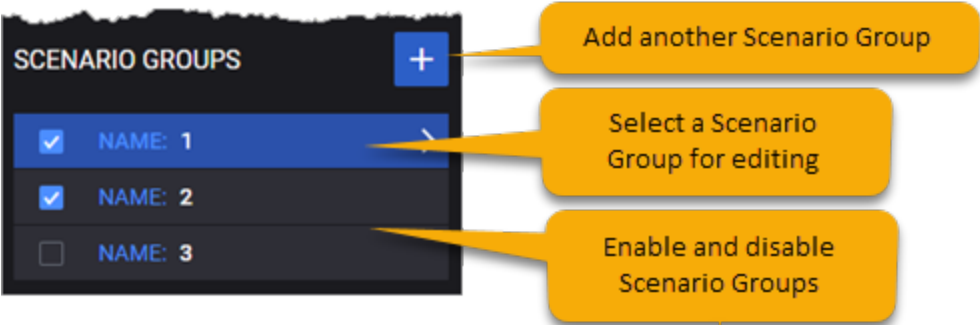 SCENARIO GROUPS
+
Add another Scenario Group
NAME: 1
Select a Scenario
Group for editing
NAME: 2
NAME: 3
Enable and disable
Scenario Groups